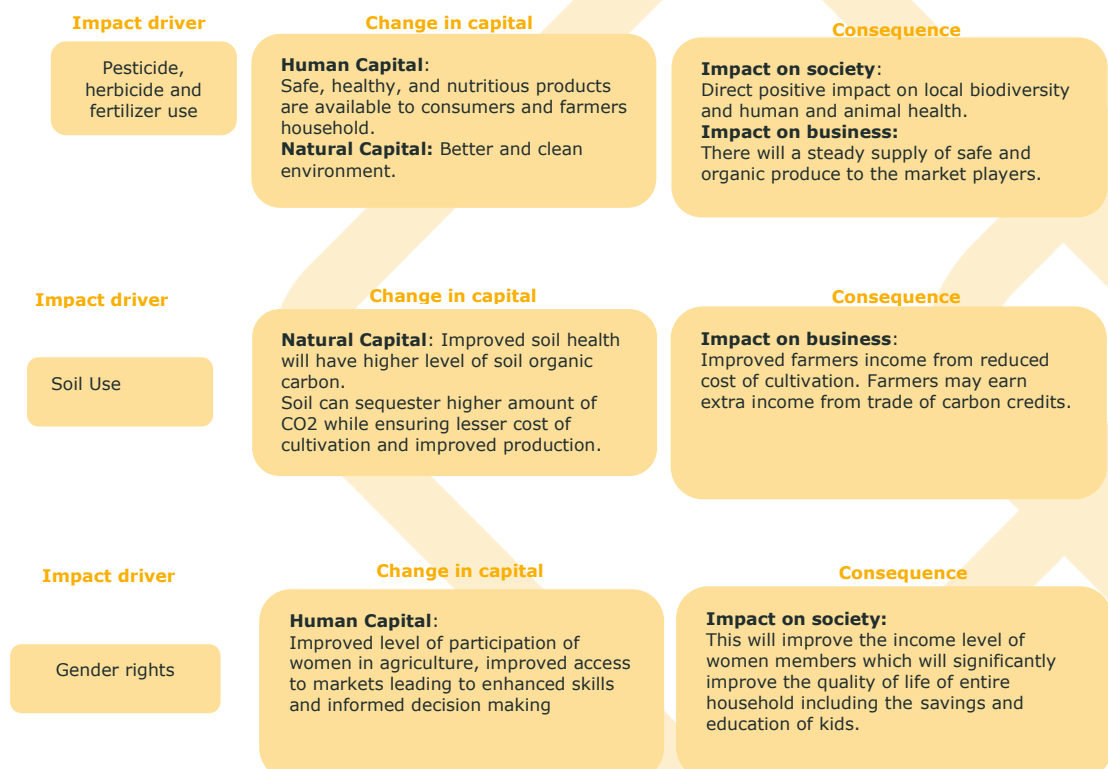 Impact driver
Change in capital
Consequence
Pesticide,
herbicide and
fertilizer use
Human Capital:
Safe, healthy, and nutritious products
are available to consumers and farmers
household.
Natural Capital: Better and clean
environment.
Impact on society:
Direct positive impact on local biodiversity
and human and animal health.
Impact on business:
There will a steady supply of safe and
organic produce to the market players.
Impact driver
Change in capital
Consequence
Soil Use
Natural Capital: Improved soil health
will have higher level of soil organic
carbon.
Soil can sequester higher amount of
CO2 while ensuring lesser cost of
cultivation and improved production.
Impact on business:
Improved farmers income from reduced
cost of cultivation. Farmers may earn
extra income from trade of carbon credits.
Impact driver
Change in capital
Consequence
Gender rights
Human Capital:
Improved level of participation of
women in agriculture, improved access
to markets leading to enhanced skills
and informed decision making
Impact on society:
This will improve the income level of
women members which will significantly
improve the quality of life of entire
household including the savings and
education of kids.